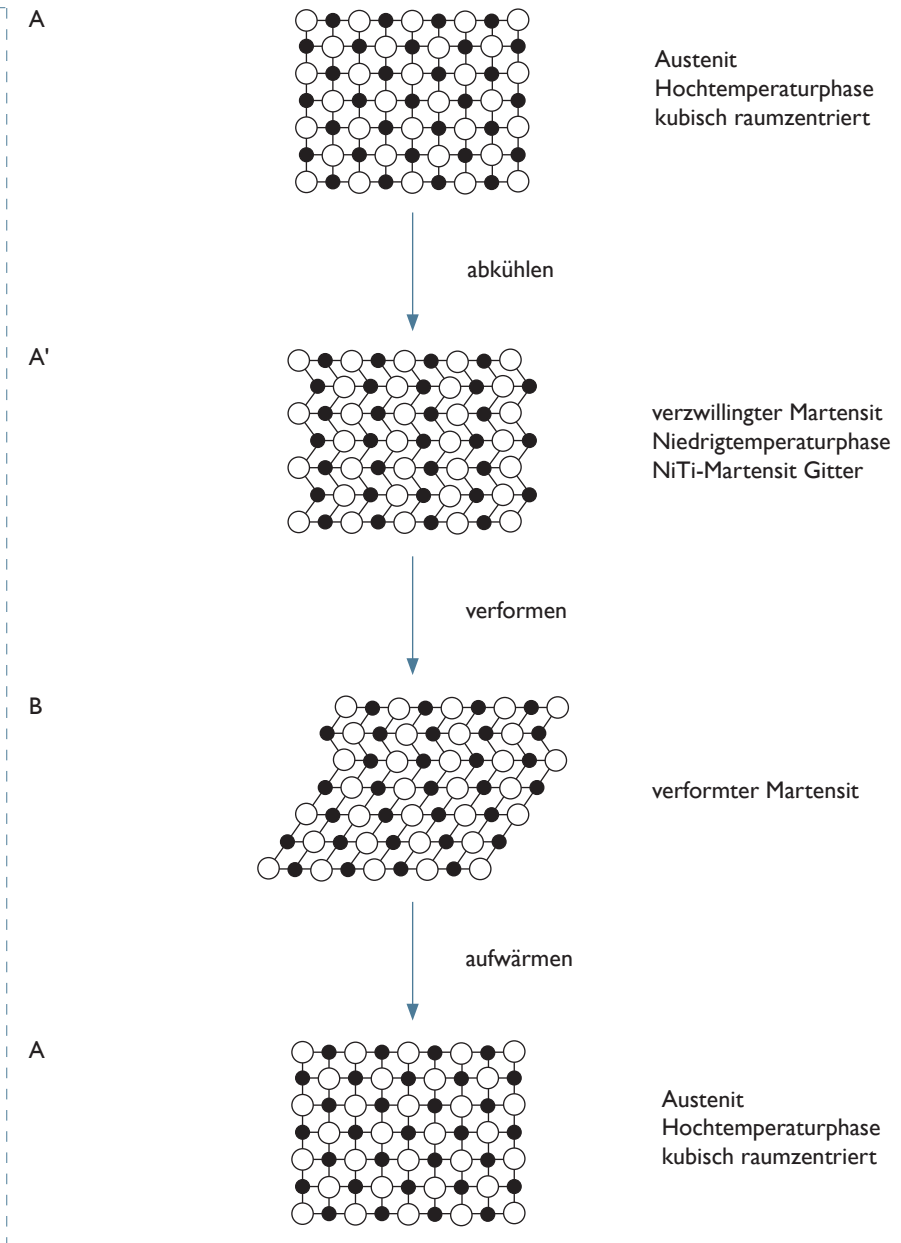 A
Austenit
Hochtemperaturphase
kubisch raumzentriert
abkühlen
A'
verzwillingter Martensit
Niedrigtemperaturphase
NiTi-Martensit Gitter
verformen
B
verformter Martensit
aufwärmen
A
Austenit
Hochtemperaturphase
kubisch raumzentriert